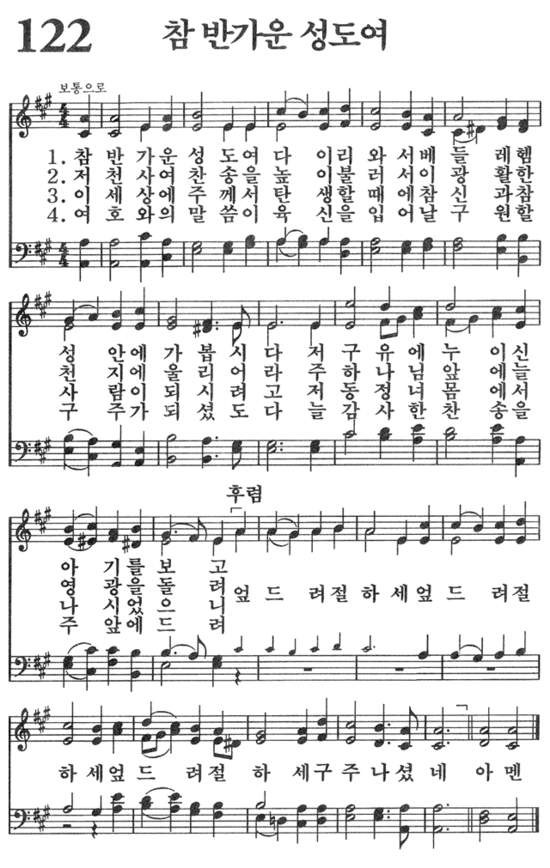 122 참 반가운 성도여
보통으로
1. 참 반 가 운 성 도 여 다 이 리 와 서 베 들 레 헴
2. 저 천 사 여 찬 송 을 높 이 불 러 서 이 광 활 한
3. 이 세 상 에 주 께 서 탄 생 할 때 에 참 신 과 참
4. 여 호 와 의 말 씀 이 육 신 을 입 어 날 구 원 할
성 안 에 가 봅 시 다 저 구 유 에 누 이 신
천 지 에 울 리 어 라 주 하 나 님 앞 에 늘
사 람 이 되 시 려 고 저 동 정 녀 몸 에 서
구 주 가 되 셨 도 다 늘 감 사 한 찬 송 을
후렴
아 기 를 보 고
영 광 을 돌 려
나 시 었 으 니
주 앞 에 드 려
엎 드 려 절 하 세 엎 드 려 절
하 세 엎 드 려 절 하 세 구 주 나 셨 네 아 멘